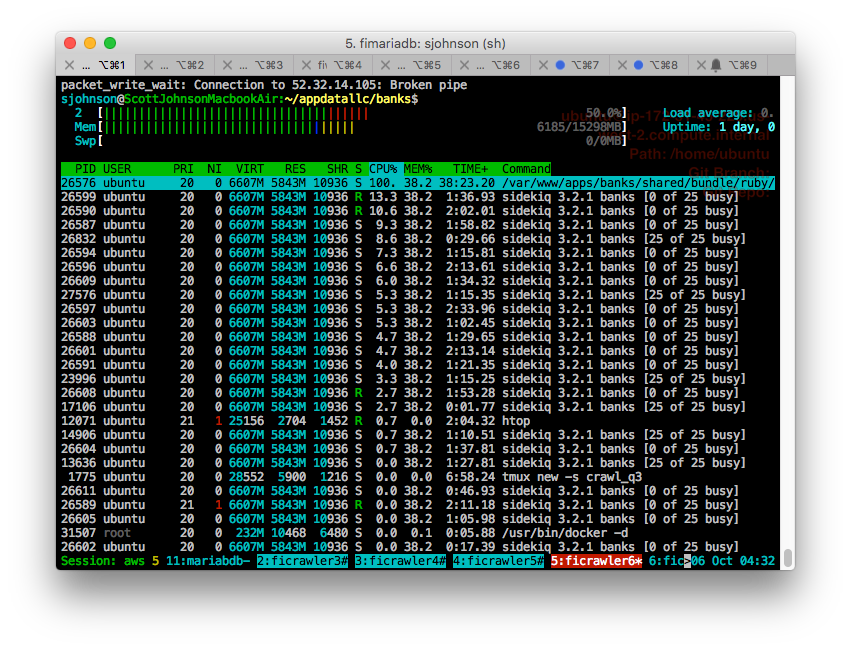 5. fimariadb: sjohnson (sh)
... ⌥⌘1 ... ⌥⌘2 ... ⌥⌘3 fi ⌥⌘4 ... ⌥⌘5 ... ⌥⌘6 ⌥⌘7 ⌥⌘8 ⌥⌘9
packet_write_wait: Connection to 52.32.14.105: Broken pipe
sjohnson@ScottJohnsonMacbookAir:~/appdatallc/banks$
2 [||||||||||||||||||||||||||||||||||||| 50.0%] Load average: 0.
Mem[||||||||||||||||||||||||||||||||||| 6185/15298MB] Uptime: 1 day, 0
Swp[ 0/0MB]
Path: /home/ubuntu
Git Branch:
PID USER PRI NI VIRT RES SHR S CPU% MEM% TIME+ Command
26576 ubuntu 20 0 6607M 5843M 10936 S 100. 38.2 38:23.20 /var/www/apps/banks/shared/bundle/ruby/
26599 ubuntu 20 0 6607M 5843M 10936 R 13.3 38.2 1:36.93 sidekiq 3.2.1 banks [0 of 25 busy]
26590 ubuntu 20 0 6607M 5843M 10936 R 10.6 38.2 2:02.01 sidekiq 3.2.1 banks [0 of 25 busy]
26587 ubuntu 20 0 6607M 5843M 10936 S 9.3 38.2 1:58.82 sidekiq 3.2.1 banks [0 of 25 busy]
26832 ubuntu 20 0 6607M 5843M 10936 S 8.6 38.2 0:29.66 sidekiq 3.2.1 banks [25 of 25 busy]
26594 ubuntu 20 0 6607M 5843M 10936 S 7.3 38.2 1:15.81 sidekiq 3.2.1 banks [0 of 25 busy]
26596 ubuntu 20 0 6607M 5843M 10936 S 6.6 38.2 2:13.61 sidekiq 3.2.1 banks [0 of 25 busy]
26609 ubuntu 20 0 6607M 5843M 10936 S 6.0 38.2 1:34.32 sidekiq 3.2.1 banks [0 of 25 busy]
27576 ubuntu 20 0 6607M 5843M 10936 S 5.3 38.2 1:15.35 sidekiq 3.2.1 banks [25 of 25 busy]
26597 ubuntu 20 0 6607M 5843M 10936 S 5.3 38.2 2:33.96 sidekiq 3.2.1 banks [0 of 25 busy]
26603 ubuntu 20 0 6607M 5843M 10936 S 5.3 38.2 1:02.45 sidekiq 3.2.1 banks [0 of 25 busy]
26588 ubuntu 20 0 6607M 5843M 10936 S 4.7 38.2 1:29.65 sidekiq 3.2.1 banks [0 of 25 busy]
26601 ubuntu 20 0 6607M 5843M 10936 S 4.7 38.2 2:13.14 sidekiq 3.2.1 banks [0 of 25 busy]
26591 ubuntu 20 0 6607M 5843M 10936 S 4.0 38.2 1:21.35 sidekiq 3.2.1 banks [0 of 25 busy]
23996 ubuntu 20 0 6607M 5843M 10936 S 3.3 38.2 1:15.25 sidekiq 3.2.1 banks [25 of 25 busy]
26608 ubuntu 20 0 6607M 5843M 10936 R 2.7 38.2 1:53.28 sidekiq 3.2.1 banks [0 of 25 busy]
17106 ubuntu 20 0 6607M 5843M 10936 S 2.7 38.2 0:01.77 sidekiq 3.2.1 banks [25 of 25 busy]
12071 ubuntu 21 1 25156 2704 1452 R 0.7 0.0 2:04.32 htop
14906 ubuntu 20 0 6607M 5843M 10936 S 0.7 38.2 1:10.51 sidekiq 3.2.1 banks [25 of 25 busy]
26604 ubuntu 20 0 6607M 5843M 10936 S 0.7 38.2 1:37.81 sidekiq 3.2.1 banks [0 of 25 busy]
13636 ubuntu 20 0 6607M 5843M 10936 S 0.0 38.2 1:27.81 sidekiq 3.2.1 banks [25 of 25 busy]
1775 ubuntu 20 0 28552 5900 1216 S 0.0 0.0 6:58.24 tmux new -s crawl_q3
26611 ubuntu 20 0 6607M 5843M 10936 S 0.0 38.2 0:46.93 sidekiq 3.2.1 banks [0 of 25 busy]
26589 ubuntu 21 1 6607M 5843M 10936 R 0.0 38.2 2:11.18 sidekiq 3.2.1 banks [0 of 25 busy]
26605 ubuntu 20 0 6607M 5843M 10936 S 0.0 38.2 1:05.98 sidekiq 3.2.1 banks [0 of 25 busy]
31507 root 20 0 232M 10468 6480 S 0.0 0.1 0:05.88 /usr/bin/docker -d
26602 ubuntu 20 0 6607M 5843M 10936 S 0.0 38.2 0:17.39 sidekiq 3.2.1 banks [0 of 25 busy]
Session: aws 5 11:mariabdb- 2:ficrawler3# 3:ficrawler4# 4:ficrawler5# 5:ficrawler6* 6:fic>06 Oct 04:32